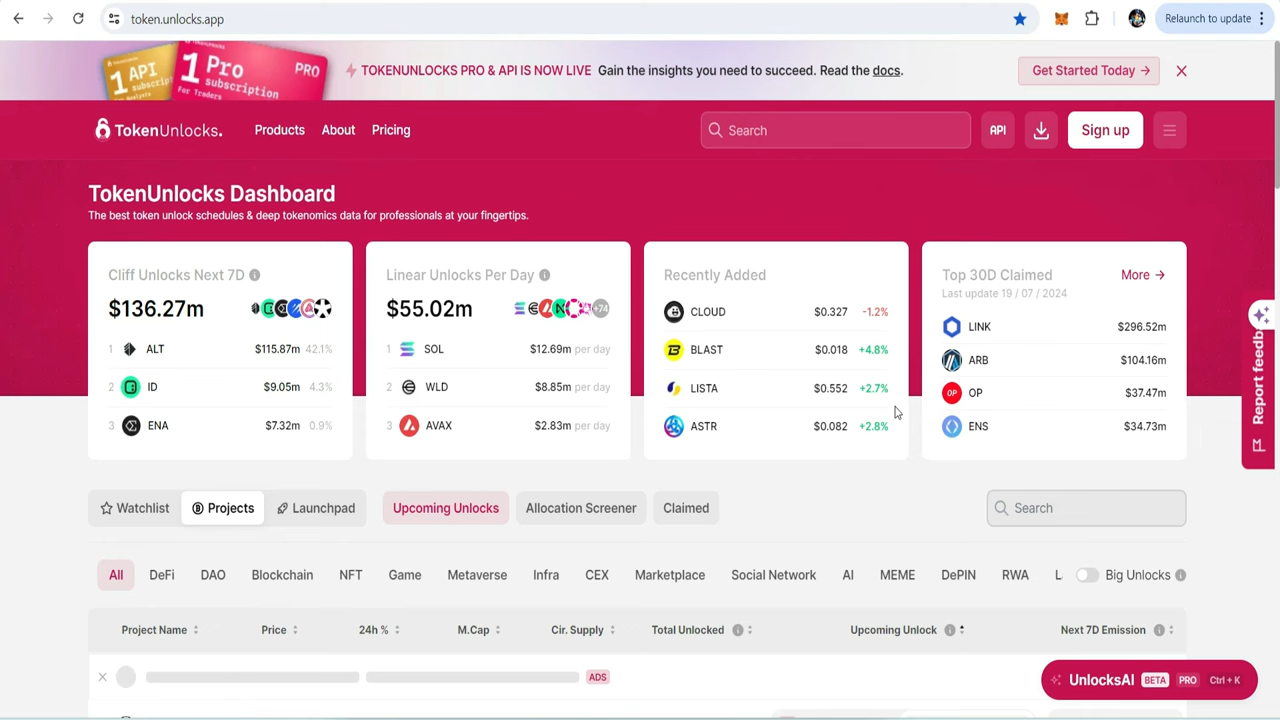 token.unlocks.app
Relaunch to update
1 API
subscrip
1 Pro
subscription
For Traders
PRO
TOKENUNLOCKS PRO & API IS NOW LIVE Gain the insights you need to succeed. Read the docs.
Get Started Today →
TokenUnlocks.
Products About Pricing
Search
API
Sign up
TokenUnlocks Dashboard
The best token unlock schedules & deep tokenomics data for professionals at your fingertips.
Cliff Unlocks Next 7D
$136.27m
1 ALT $115.87m 42.1%
2 ID $9.05m 4.3%
3 ENA $7.32m 0.9%
Linear Unlocks Per Day
$55.02m +74
1 SOL $12.69m per day
2 WLD $8.85m per day
3 AVAX $2.83m per day
Recently Added
CLOUD $0.327 -1.2%
BLAST $0.018 +4.8%
LISTA $0.552 +2.7%
ASTR $0.082 +2.8%
Top 30D Claimed More →
Last update 19 / 07 / 2024
LINK $296.52m
ARB $104.16m
OP OP $37.47m
ENS $34.73m
Report feedb
Watchlist Projects Launchpad Upcoming Unlocks Allocation Screener Claimed Search
All DeFi DAO Blockchain NFT Game Metaverse Infra CEX Marketplace Social Network AI MEME DePIN RWA L Big Unlocks
Project Name Price 24h % M.Cap Cir. Supply Total Unlocked Upcoming Unlock Next 7D Emission
ADS
UnlocksAI BETA PRO Ctrl + K